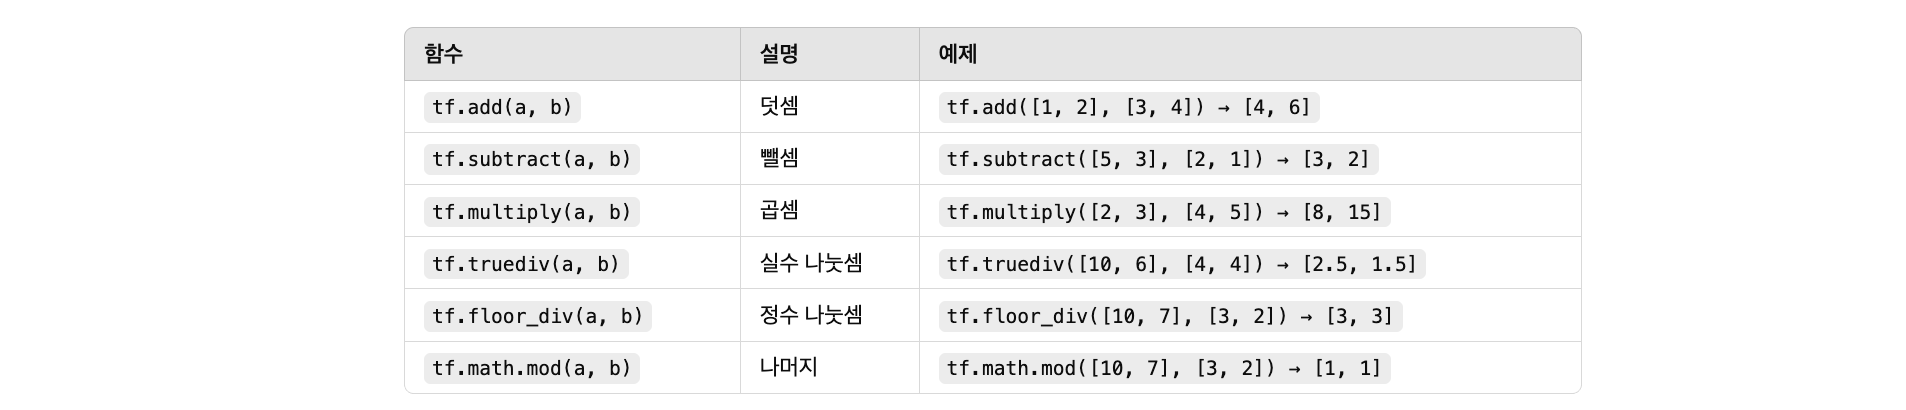 함수 설명 예제
tf.add(a, b) 덧셈 tf.add([1, 2], [3, 4]) → [4, 6]
tf.subtract(a, b) 뺄셈 tf.subtract([5, 3], [2, 1]) → [3, 2]
tf.multiply(a, b) 곱셈 tf.multiply([2, 3], [4, 5]) → [8, 15]
tf.truediv(a, b) 실수 나눗셈 tf.truediv([10, 6], [4, 4]) → [2.5, 1.5]
tf.floor_div(a, b) 정수 나눗셈 tf.floor_div([10, 7], [3, 2]) → [3, 3]
tf.math.mod(a, b) 나머지 tf.math.mod([10, 7], [3, 2]) → [1, 1]